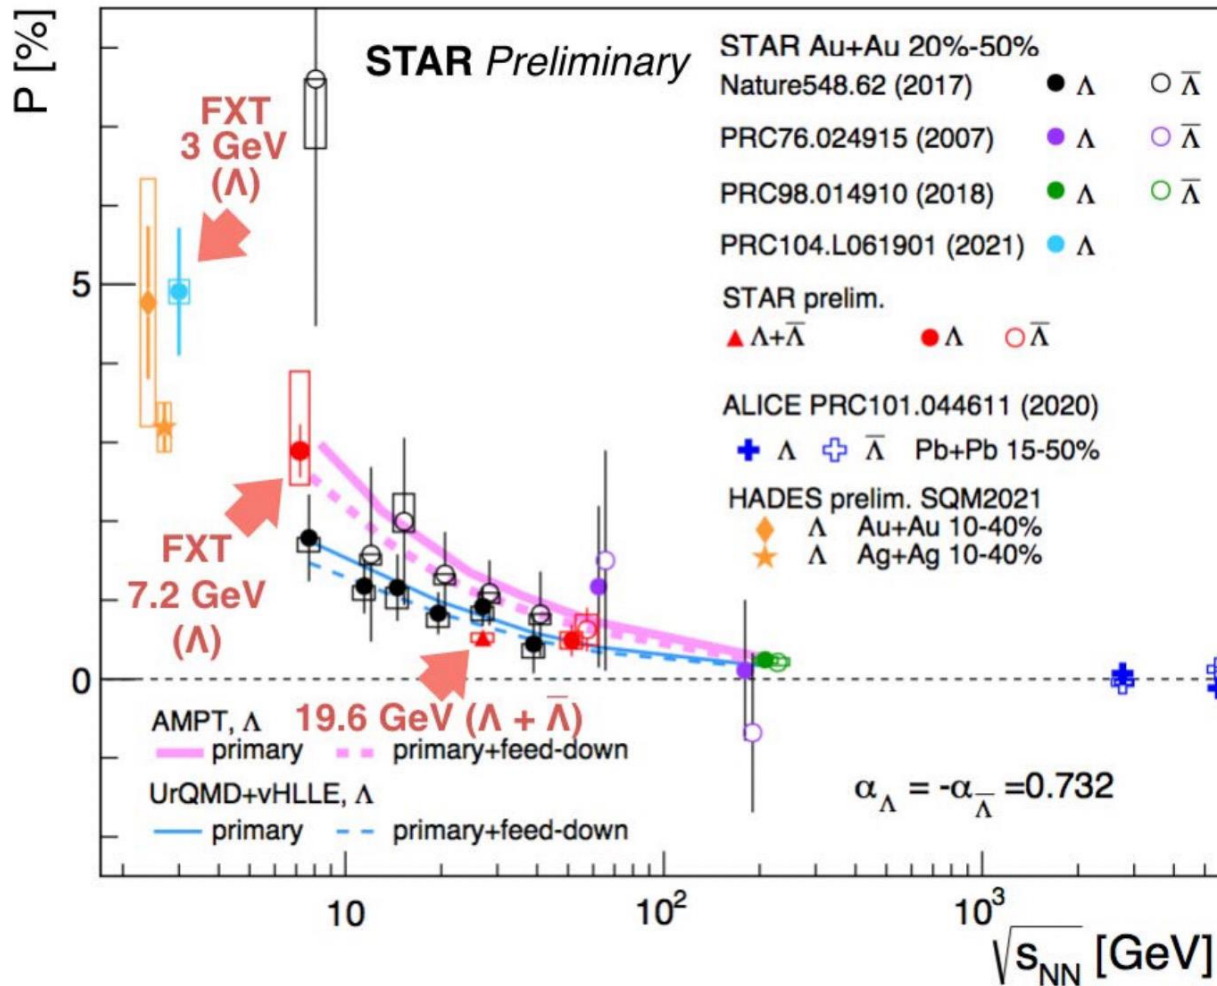 P [%]
STAR Preliminary
FXT
3 GeV
(Λ)
5
0
FXT
7.2 GeV
(Λ)
19.6 GeV (Λ + Λ̅)
STAR Au+Au 20%-50%
Nature548.62 (2017) Λ Λ̅
PRC76.024915 (2007) Λ Λ̅
PRC98.014910 (2018) Λ Λ̅
PRC104.L061901 (2021) Λ
STAR prelim.
Λ+Λ̅ Λ Λ̅
ALICE PRC101.044611 (2020)
Λ Λ̅ Pb+Pb 15-50%
HADES prelim. SQM2021
Λ Au+Au 10-40%
Λ Ag+Ag 10-40%
AMPT, Λ
primary primary+feed-down
UrQMD+vHLLE, Λ
primary primary+feed-down
α_Λ = -α_Λ̅ =0.732
10 10² 10³
√s_NN [GeV]